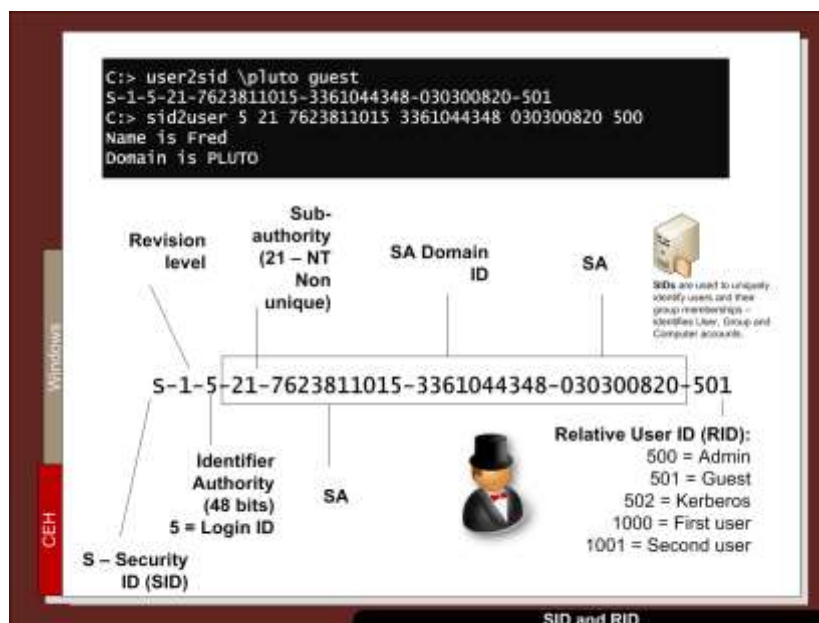 C:> user2sid \pluto guest
S-1-5-21-7623811015-3361044348-030300820-501
C:> sid2user 5 21 7623811015 3361044348 030300820 500
Name is Fred
Domain is PLUTO
Revision
level
Sub-
authority
(21 – NT
Non
unique)
SA Domain
ID
SA
SIDs are used to uniquely
identify users and their
group memberships –
identifies User, Group and
Computer accounts.
Windows
S-1-5-21-7623811015-3361044348-030300820-501
Identifier
Authority
(48 bits)
5 = Login ID
SA
Relative User ID (RID):
500 = Admin
501 = Guest
502 = Kerberos
1000 = First user
1001 = Second user
CEH
S – Security
ID (SID)
SID and RID